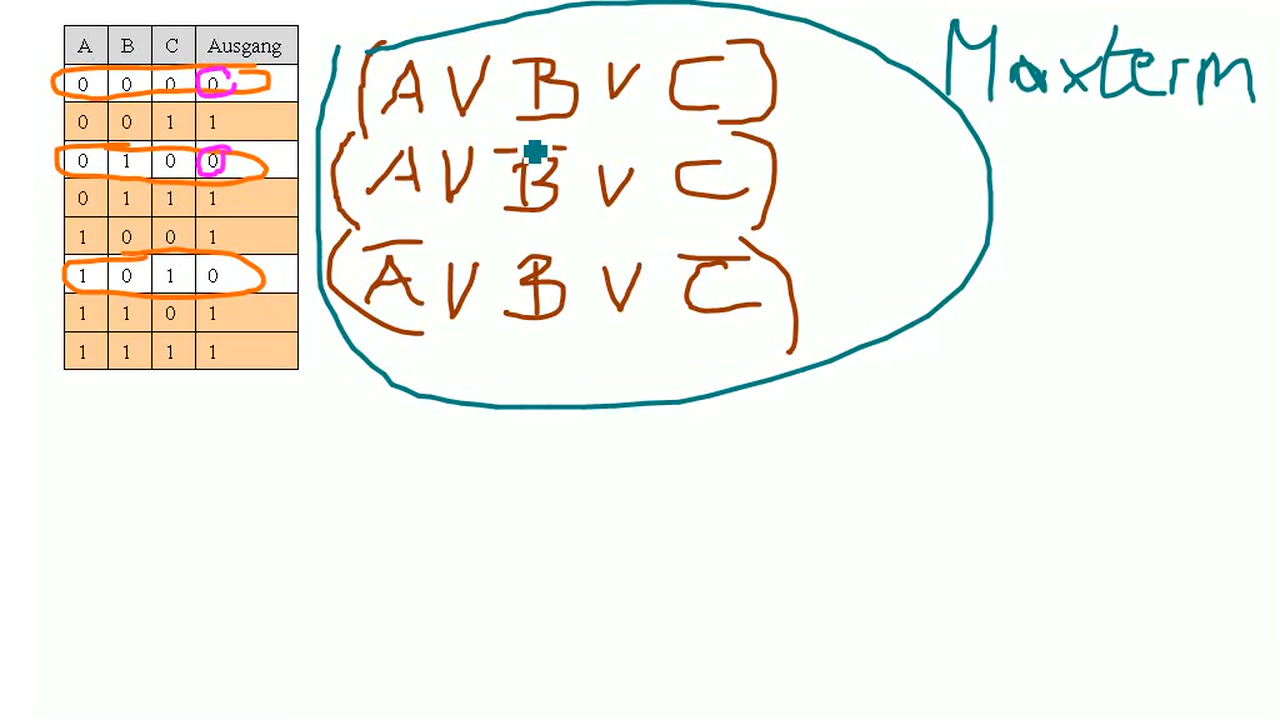 A B C Ausgang
0 0 0 0
0 0 1 1
0 1 0 0
0 1 1 1
1 0 0 1
1 0 1 0
1 1 0 1
1 1 1 1
(A V B V C)
(A V B̅ V C)
(A̅ V B V C̅)
Maxterm